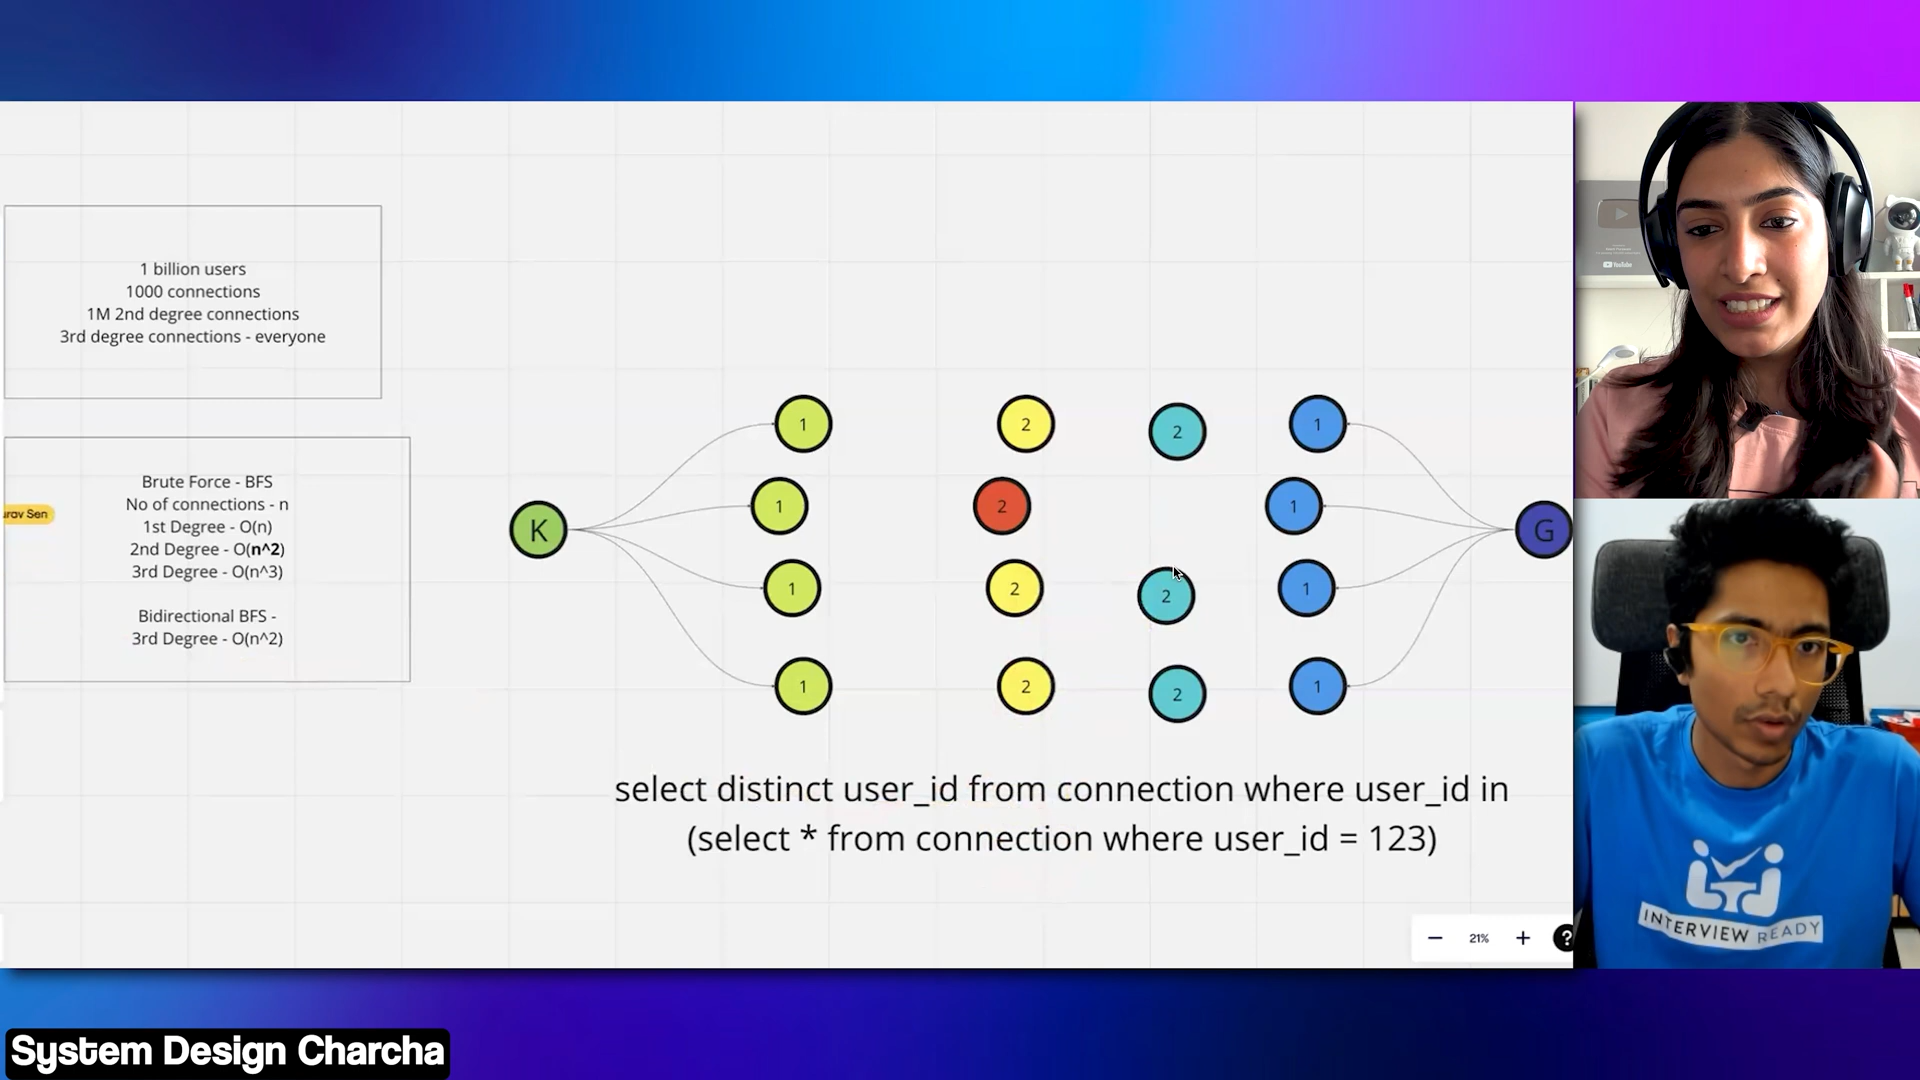 1 billion users
1000 connections
1M 2nd degree connections
3rd degree connections - everyone
Brute Force - BFS
No of connections - n
1st Degree - O(n)
2nd Degree - O(n^2)
3rd Degree - O(n^3)
Bidirectional BFS -
3rd Degree - O(n^2)
urav Sen
K
1
2
2
1
1
2
1
1
2
2
1
1
2
2
1
G
select distinct user_id from connection where user_id in
(select * from connection where user_id = 123)
21%
?
YouTube
INTERVIEW READY
System Design Charcha